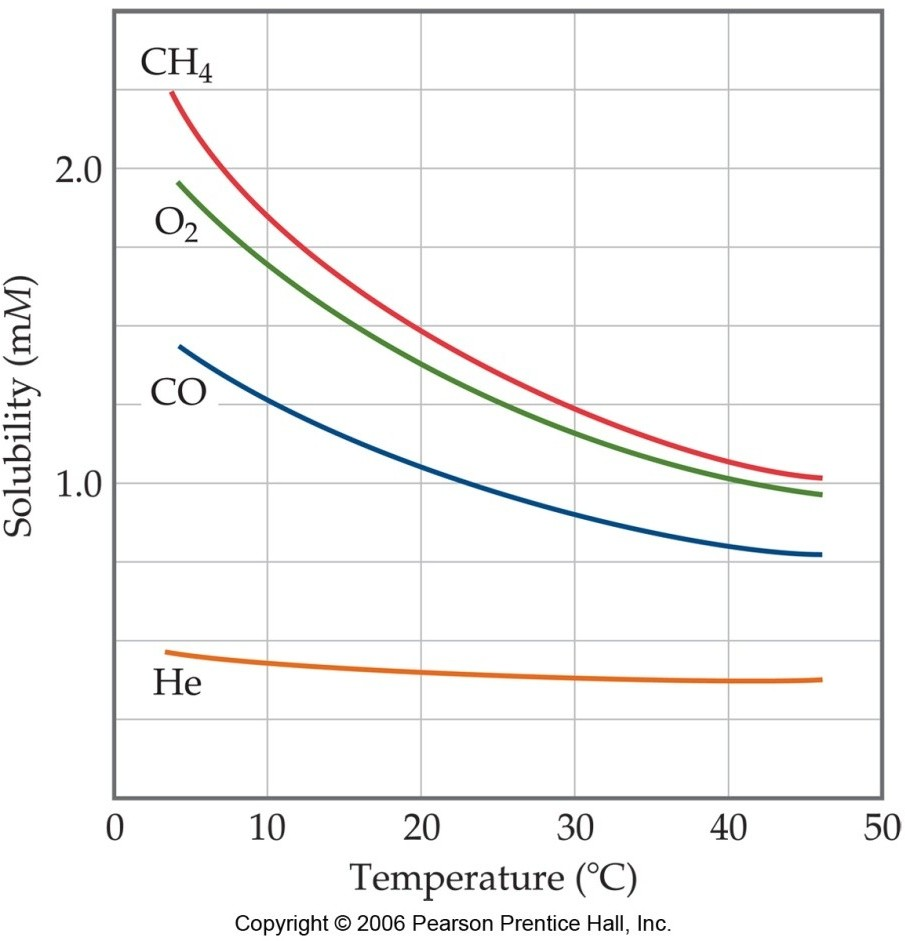 CH₄
2.0
O₂
CO
Solubility (mM)
1.0
He
0 10 20 30 40 50
Temperature (°C)
Copyright © 2006 Pearson Prentice Hall, Inc.